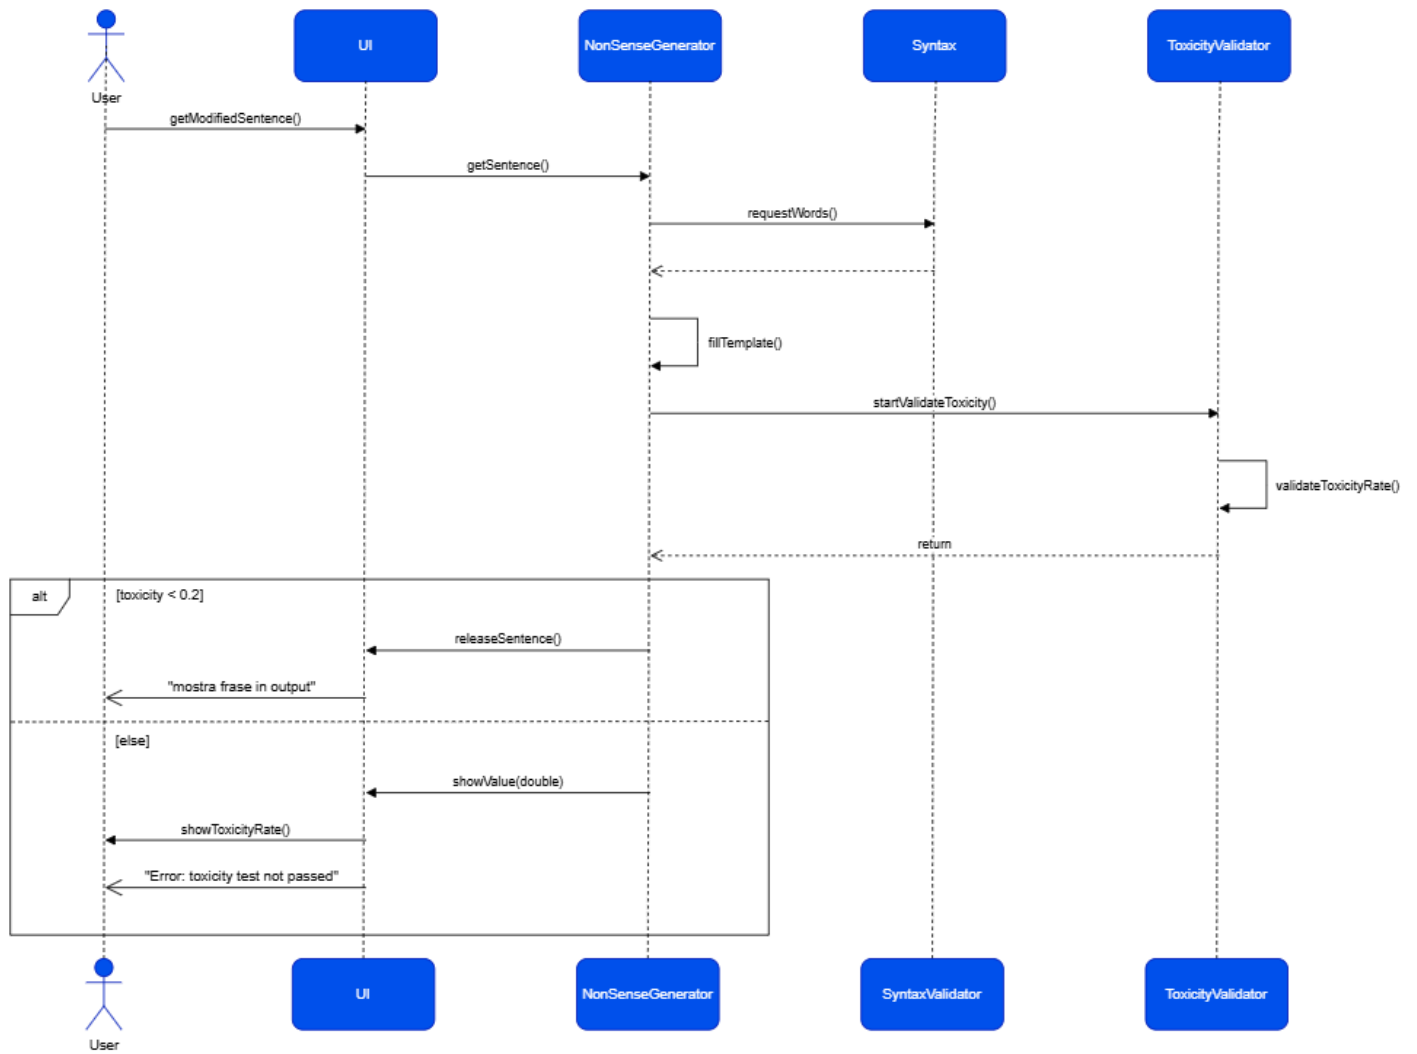 User
UI
NonSenseGenerator
Syntax
ToxicityValidator
getModifiedSentence()
getSentence()
requestWords()
fillTemplate()
startValidateToxicity()
validateToxicityRate()
return
alt
[toxicity < 0.2]
releaseSentence()
"mostra frase in output"
[else]
showValue(double)
showToxicityRate()
"Error: toxicity test not passed"
User
UI
NonSenseGenerator
SyntaxValidator
ToxicityValidator